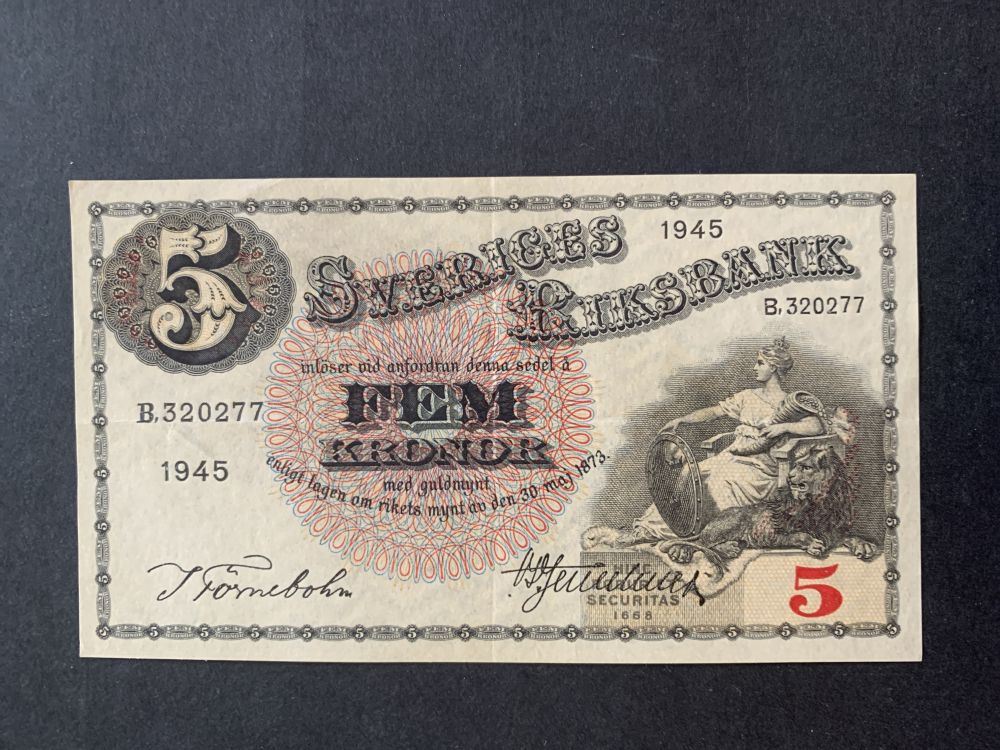 5
SVERIGES 1945
RIKSBANK
B, 320277
inlöser vid anfordran denna sedel å
FEM
B, 320277
KRONOR
1945
med guldmynt
enligt lagen om rikets mynt av den 30 maj 1873.
T Törnebohm
SECURITAS
1668
5